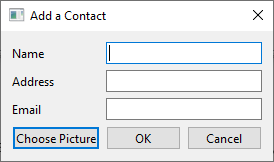 Add a Contact
Name
Address
Email
Choose Picture OK Cancel